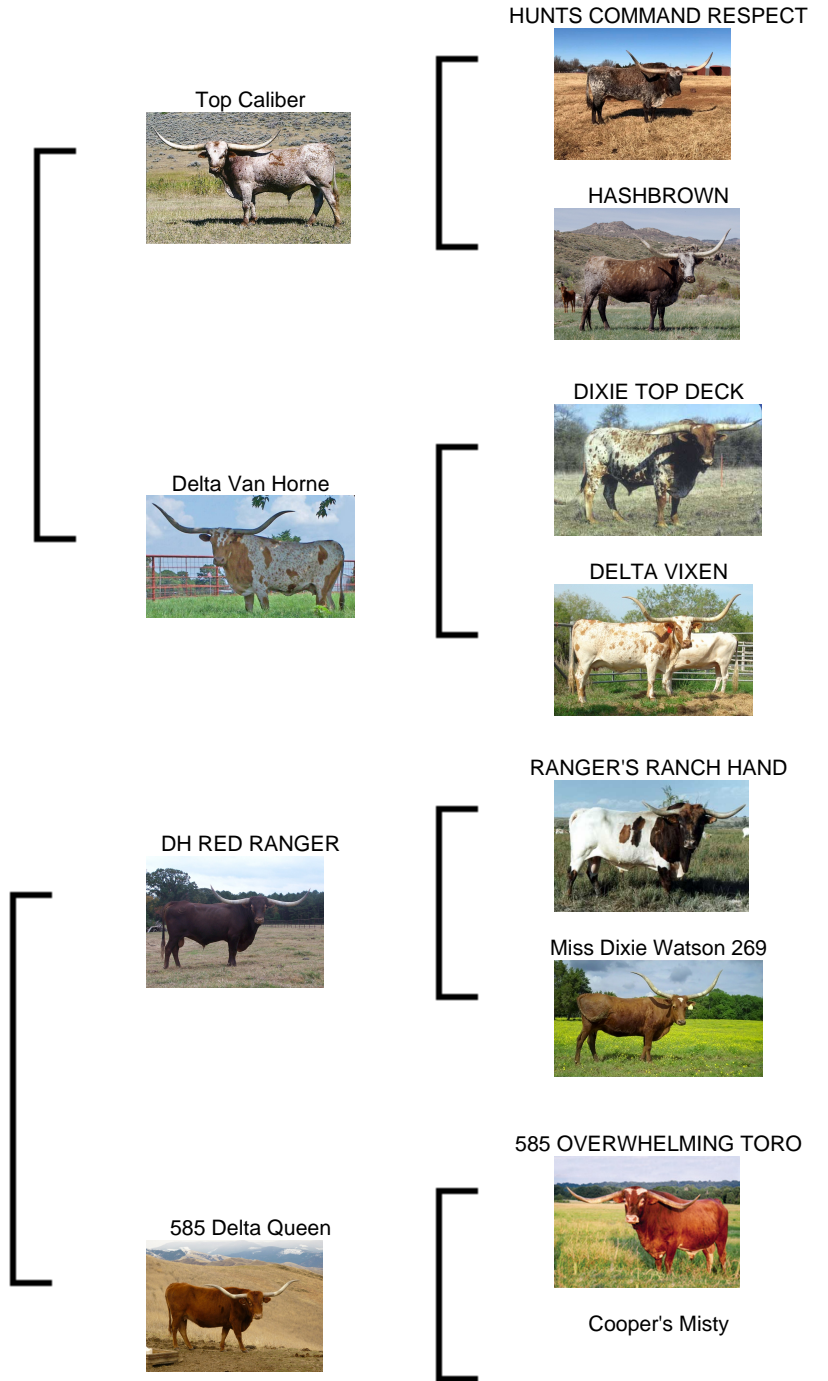 HUNTS COMMAND RESPECT
Top Caliber
HASHBROWN
DIXIE TOP DECK
Delta Van Horne
DELTA VIXEN
RANGER'S RANCH HAND
DH RED RANGER
Miss Dixie Watson 269
585 OVERWHELMING TORO
585 Delta Queen
Cooper's Misty